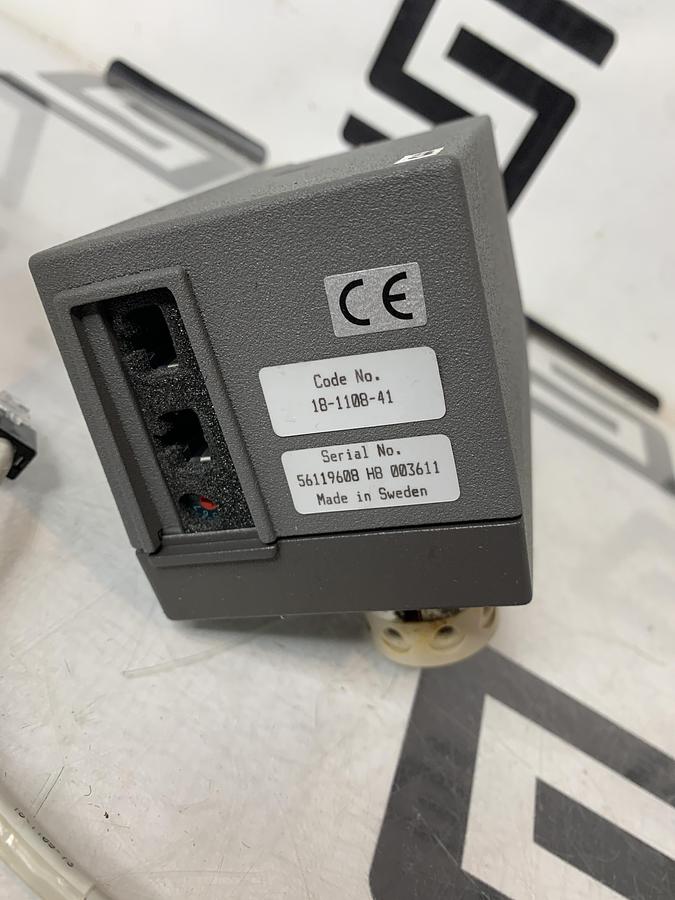 CE
Code No.
18-1108-41
Serial No.
56119608 HB 003611
Made in Sweden